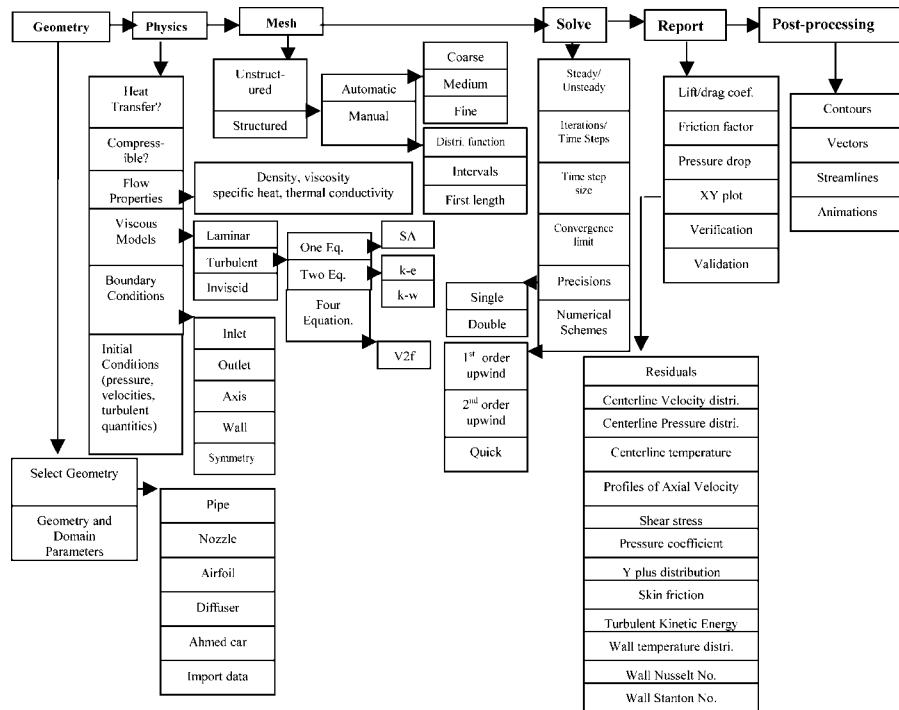 Geometry
Physics
Mesh
Solve
Report
Post-processing
Heat
Transfer?
Compress-
ible?
Flow
Properties
Viscous
Models
Boundary
Conditions
Initial
Conditions
(pressure,
velocities,
turbulent
quantities)
Unstruct-
ured
Structured
Automatic
Manual
Coarse
Medium
Fine
Distri. function
Intervals
First length
Density, viscosity
specific heat, thermal conductivity
Laminar
Turbulent
Inviscid
One Eq.
Two Eq.
Four
Equation.
SA
k-e
k-w
V2f
Inlet
Outlet
Axis
Wall
Symmetry
Select Geometry
Geometry and
Domain
Parameters
Pipe
Nozzle
Airfoil
Diffuser
Ahmed car
Import data
Steady/
Unsteady
Iterations/
Time Steps
Time step
size
Convergence
limit
Precisions
Numerical
Schemes
Single
Double
1st order
upwind
2nd order
upwind
Quick
Lift/drag coef.
Friction factor
Pressure drop
XY plot
Verification
Validation
Contours
Vectors
Streamlines
Animations
Residuals
Centerline Velocity distri.
Centerline Pressure distri.
Centerline temperature
Profiles of Axial Velocity
Shear stress
Pressure coefficient
Y plus distribution
Skin friction
Turbulent Kinetic Energy
Wall temperature distri.
Wall Nusselt No.
Wall Stanton No.